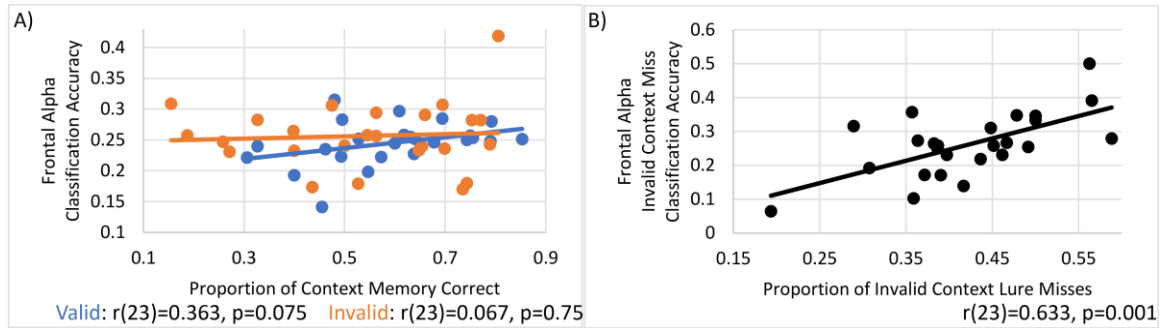 A)
Frontal Alpha
Classification Accuracy
0.4
0.35
0.3
0.25
0.2
0.15
0.1
0.1
0.3
0.5
0.7
0.9
Proportion of Context Memory Correct
Valid: r(23)=0.363, p=0.075 Invalid: r(23)=0.067, p=0.75
B)
Frontal Alpha
Invalid Context Miss
Classification Accuracy
0.6
0.5
0.4
0.3
0.2
0.1
0
0.15
0.25
0.35
0.45
0.55
Proportion of Invalid Context Lure Misses
r(23)=0.633, p=0.001